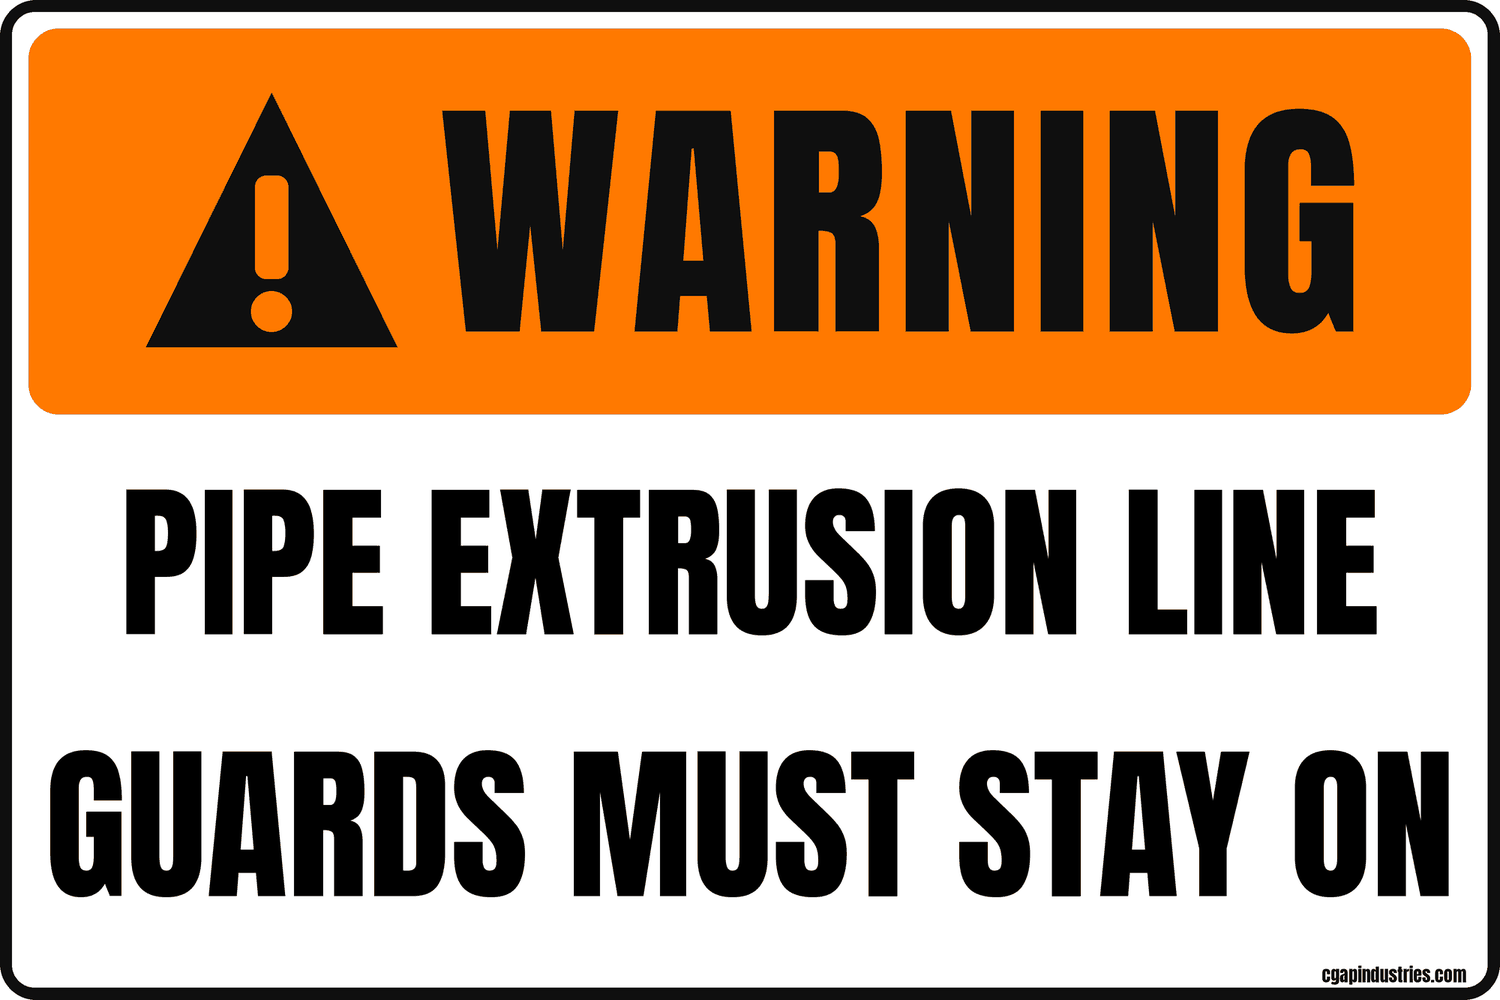 WARNING
PIPE EXTRUSION LINE
GUARDS MUST STAY ON
cgapindustries.com